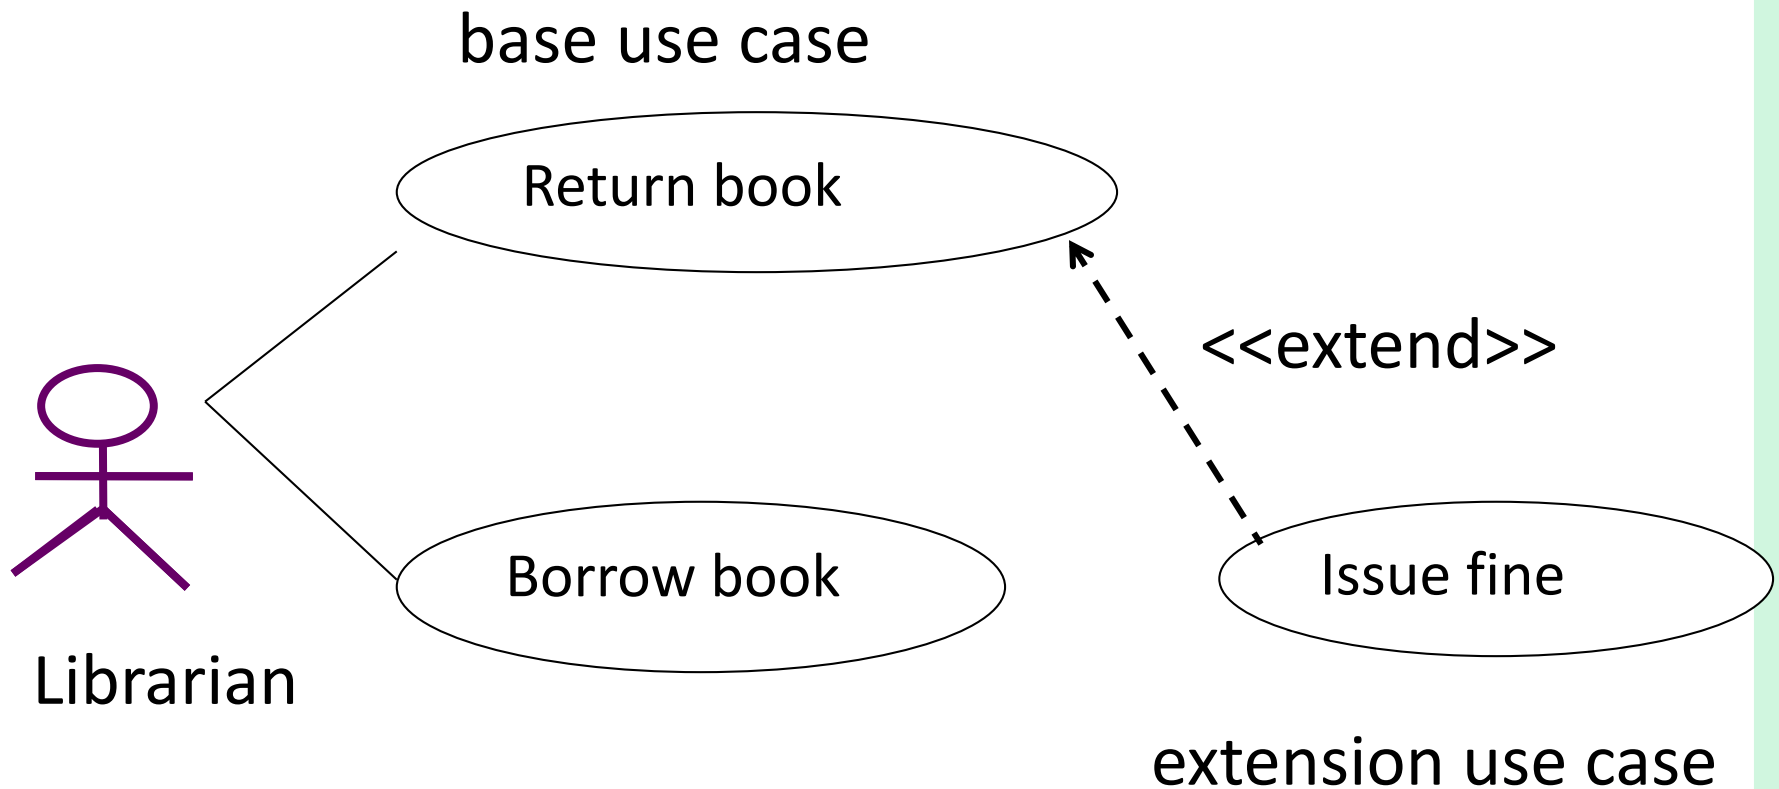 base use case
Return book
<<extend>>
Borrow book
Issue fine
Librarian
extension use case